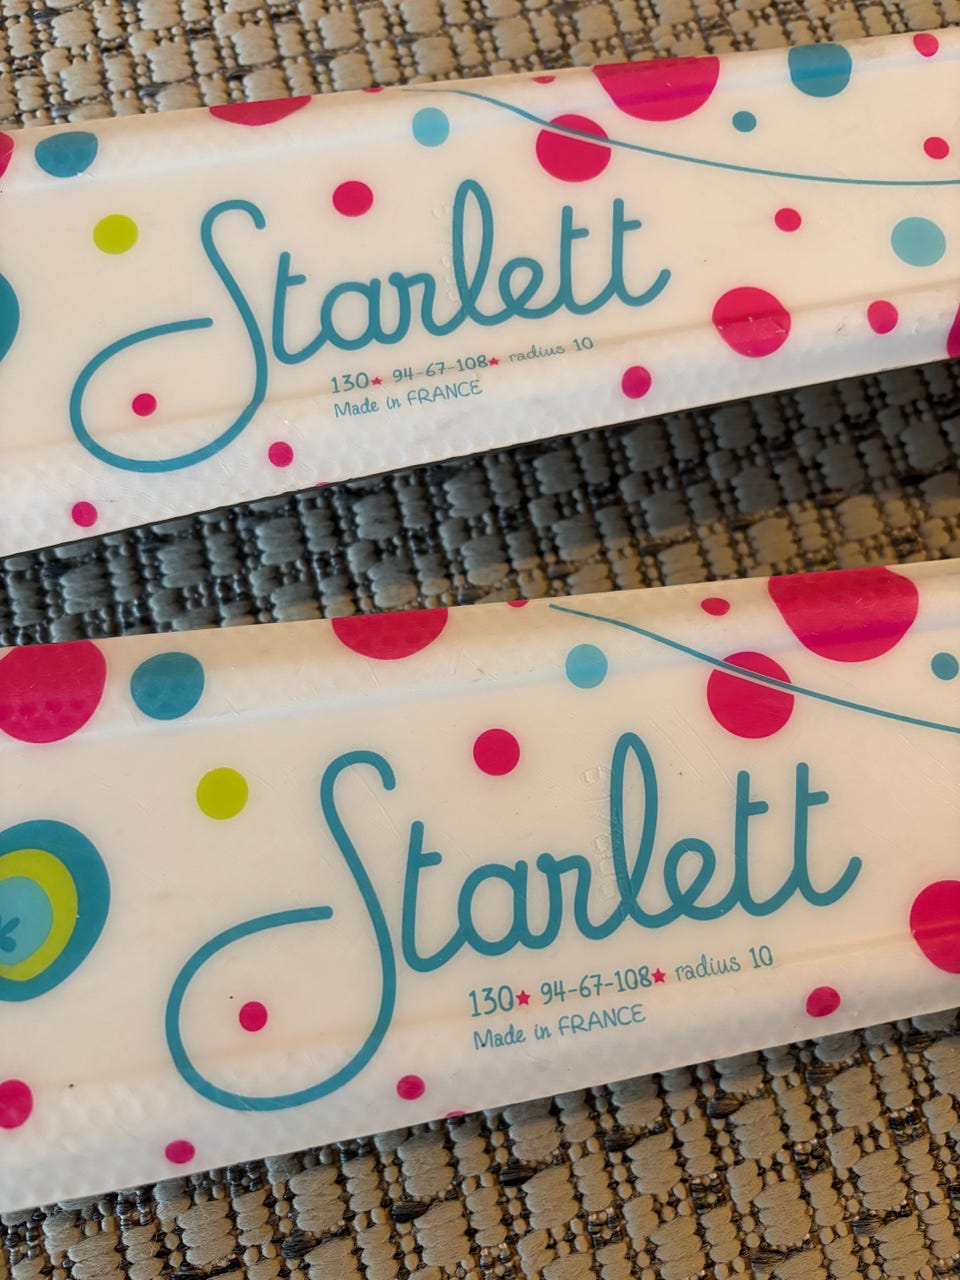 Starlett
130★ 94-67-108★ radius 10
Made in FRANCE
Starlett
130★ 94-67-108★ radius 10
Made in FRANCE